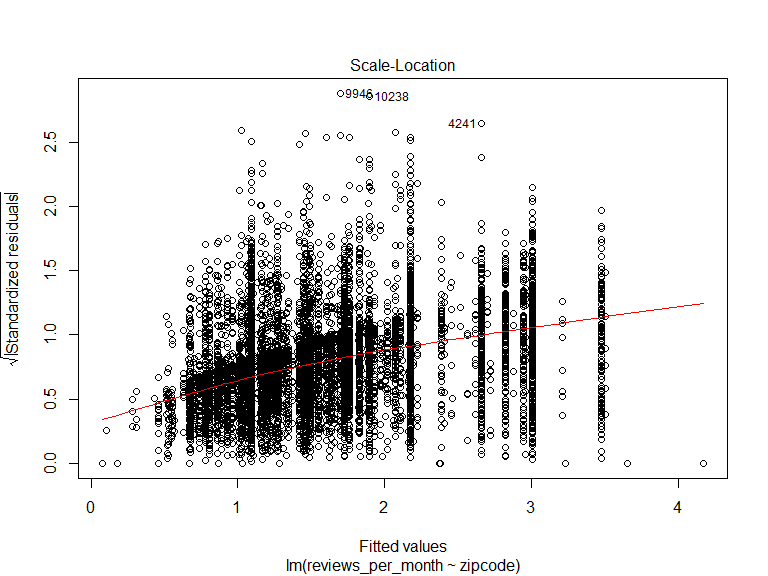 Scale-Location
9946
10238
4241
√|Standardized residuals|
0.0
0.5
1.0
1.5
2.0
2.5
0 1 2 3 4
Fitted values
lm(reviews_per_month ~ zipcode)